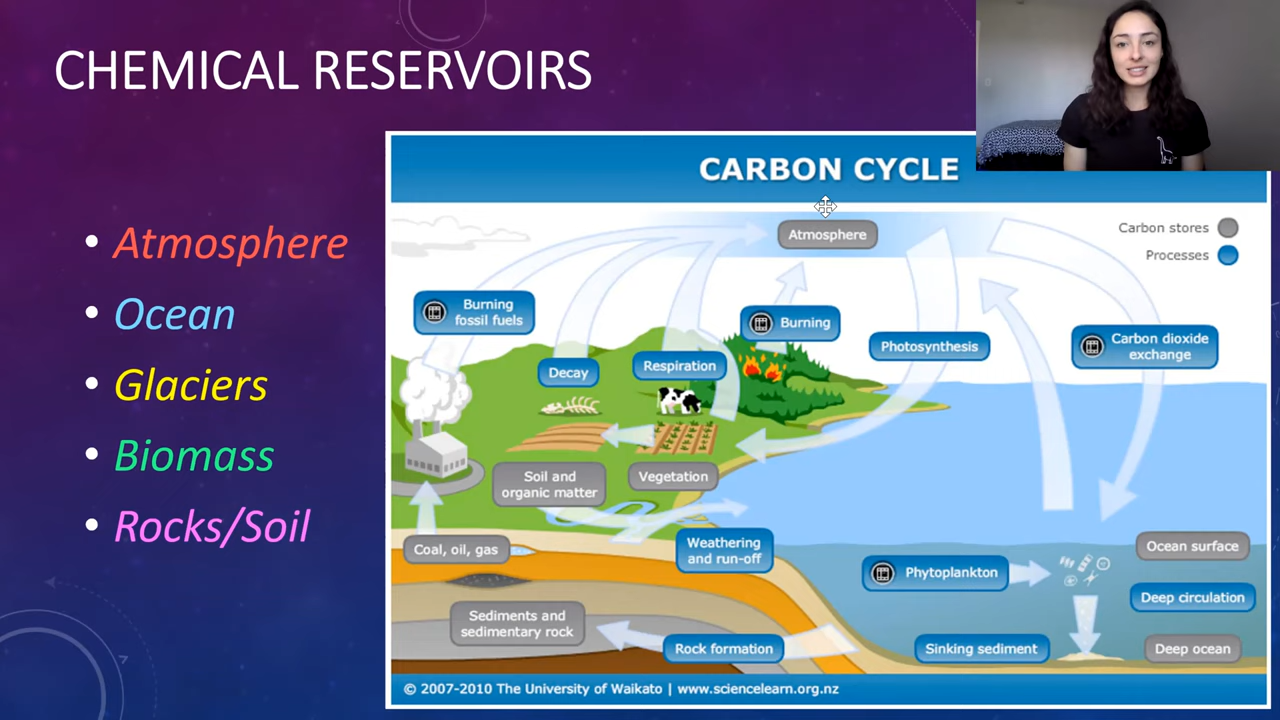 CHEMICAL RESERVOIRS
• Atmosphere
• Ocean
• Glaciers
• Biomass
• Rocks/Soil
CARBON CYCLE
Atmosphere
Carbon stores
Processes
Burning
fossil fuels
Burning
Photosynthesis
Carbon dioxide
exchange
Decay
Respiration
Soil and
organic matter
Vegetation
Coal, oil, gas
Weathering
and run-off
Phytoplankton
Ocean surface
Deep circulation
Sediments and
sedimentary rock
Rock formation
Sinking sediment
Deep ocean
© 2007-2010 The University of Waikato | www.sciencelearn.org.nz